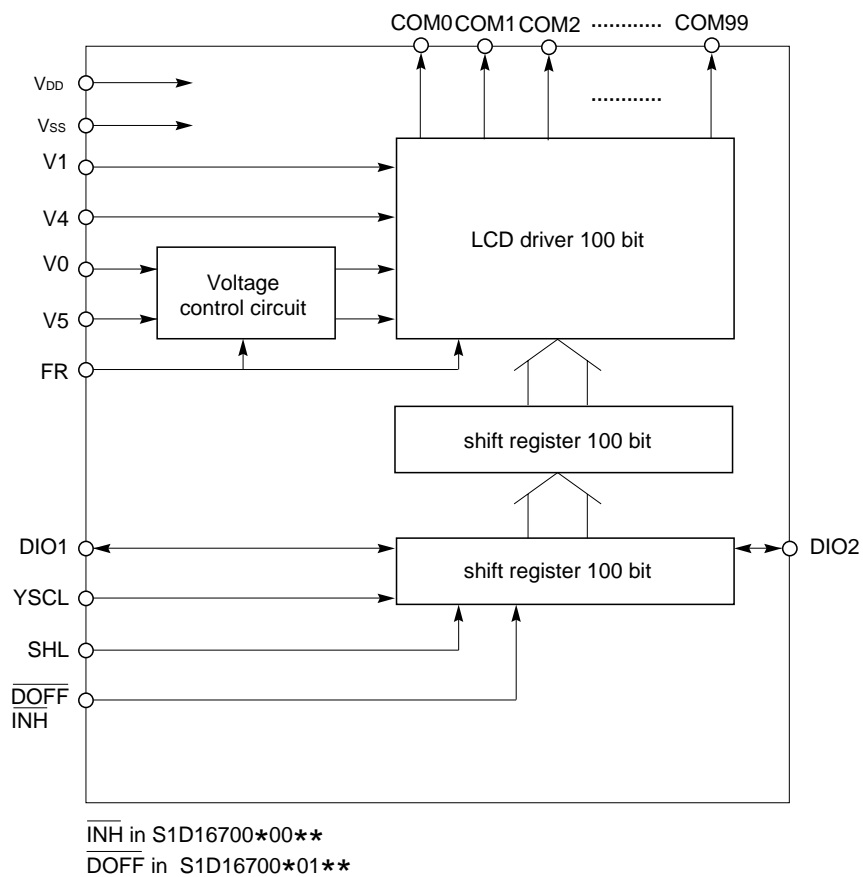 COM0 COM1 COM2 ............ COM99
VDD
............
VSS
V1
V4
LCD driver 100 bit
V0
Voltage
control circuit
V5
FR
shift register 100 bit
DIO1
DIO2
shift register 100 bit
YSCL
SHL
DOFF
INH
INH in S1D16700*00**
DOFF in S1D16700*01**